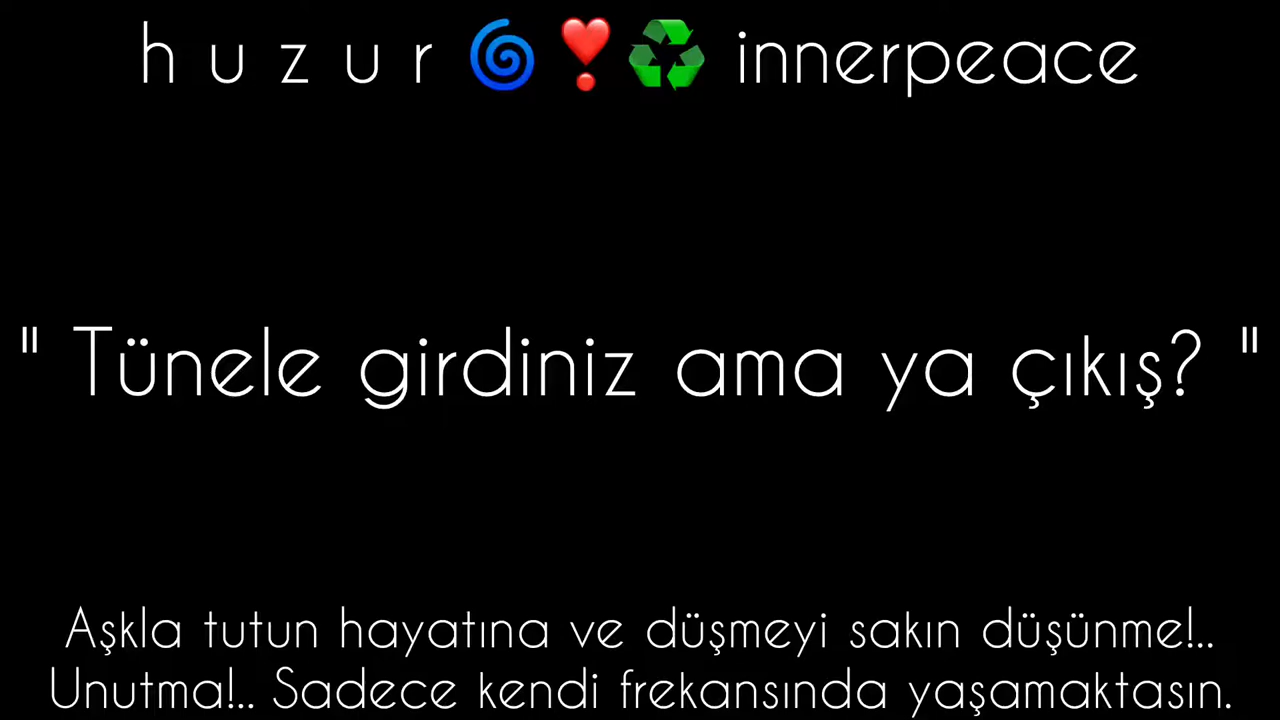 h u z u r 🌀❣️♻️ innerpeace
" Tünele girdiniz ama ya çıkış? "
Aşkla tutun hayatına ve düşmeyi sakın düşünme!..
Unutma!.. Sadece kendi frekansında yaşamaktasın.